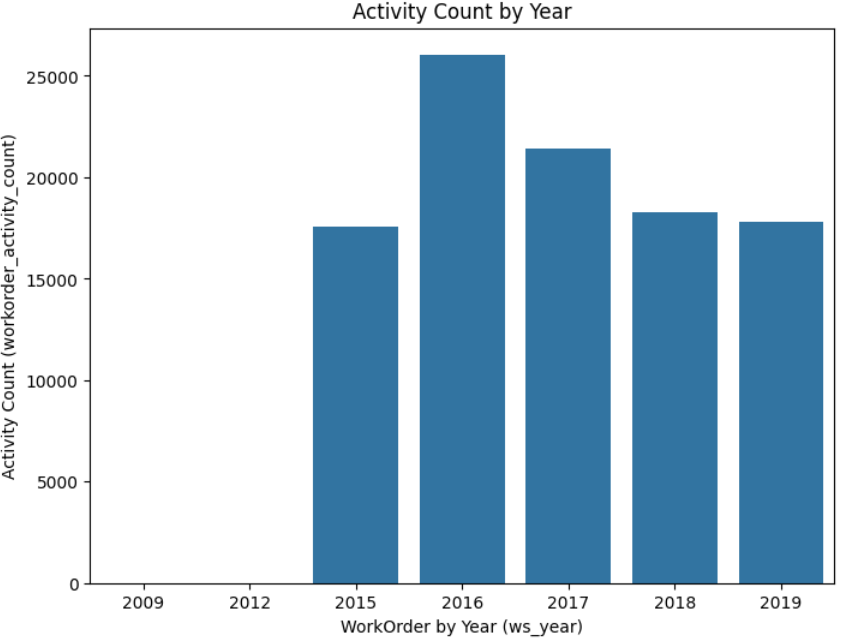 Activity Count by Year
Activity Count (workorder_activity_count)
25000
20000
15000
10000
5000
0
2009 2012 2015 2016 2017 2018 2019
WorkOrder by Year (ws_year)